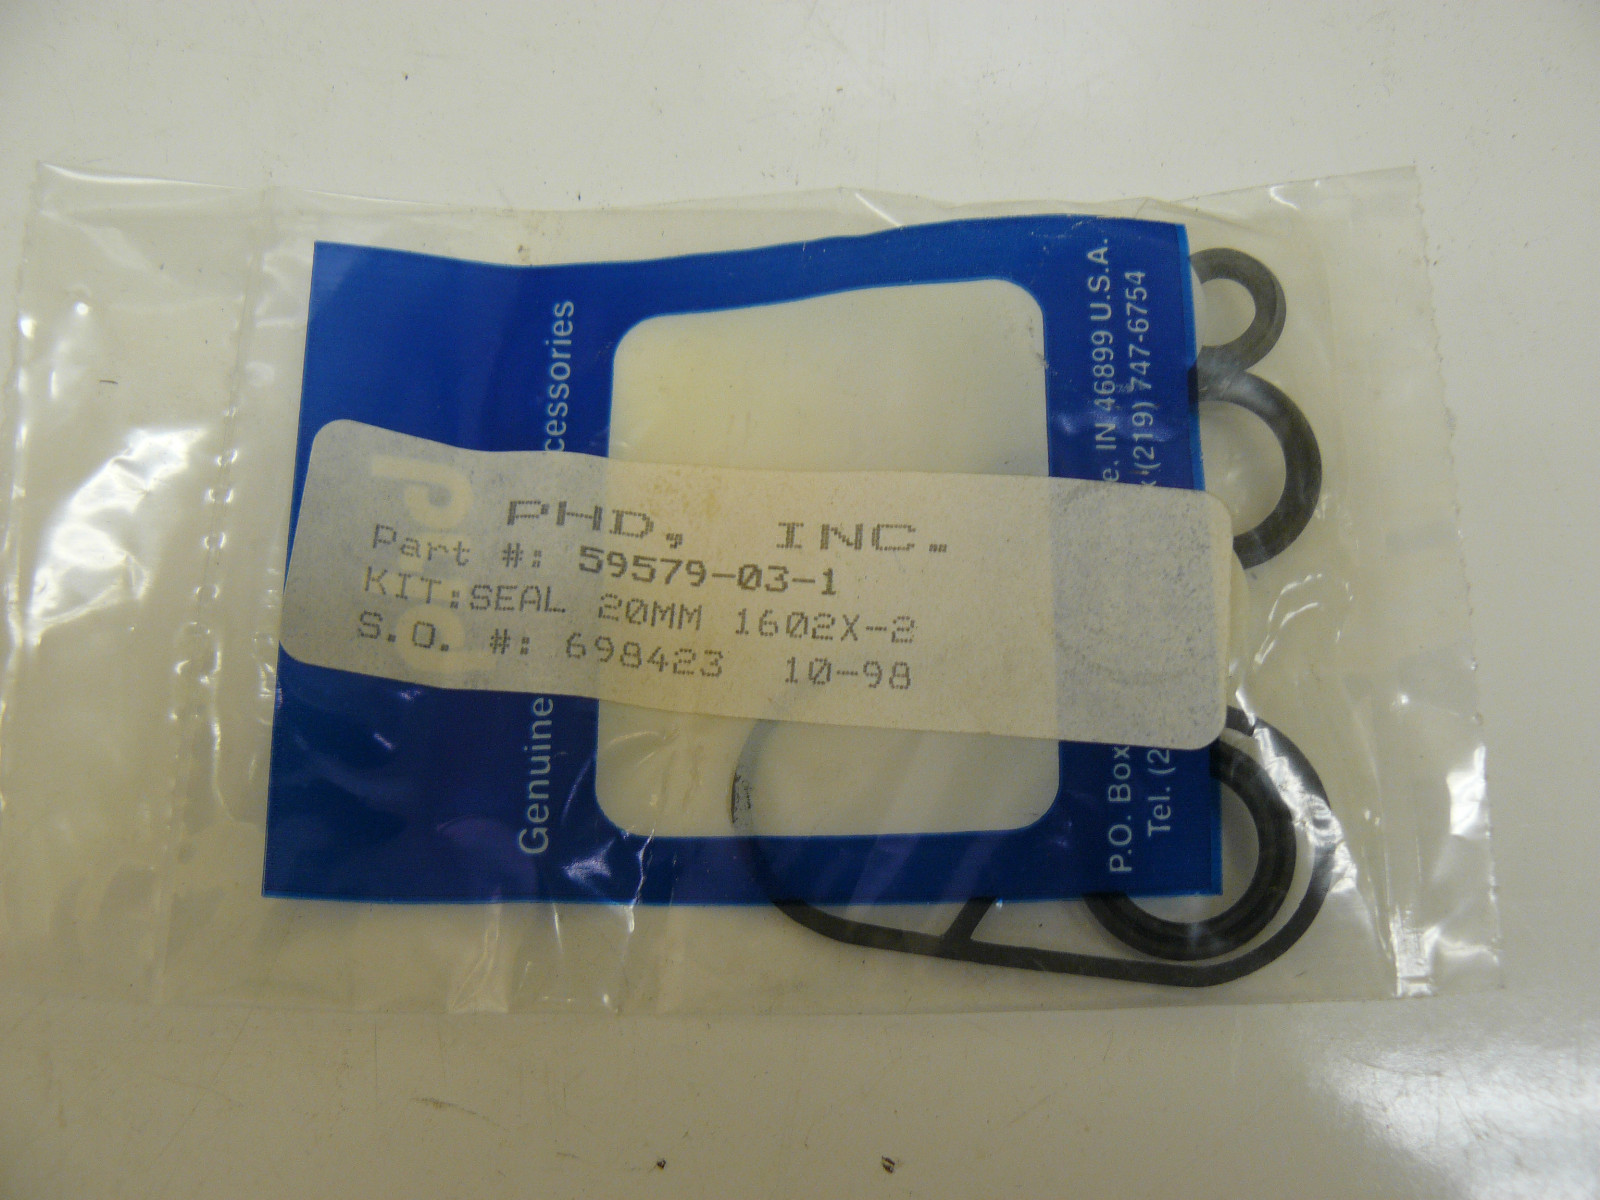 PHD, INC.
Part #: 59579-03-1
KIT:SEAL 20MM 1602X-2
S.O. #: 698423 10-98
Genuine
P.O. Box IN 46899 U.S.A.
Tel. (2 (219) 747-6754